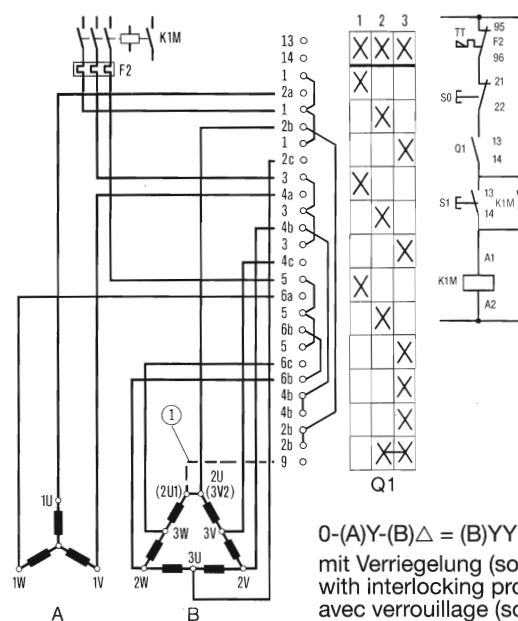 K1M
F2
13
14
1
2a
1
2b
1
2c
3
4a
3
4b
3
4c
5
6a
5
6b
5
6c
6b
4b
4b
2b
2b
9
1 2 3
Q1
TT
95
F2
96
21
S0
22
13
Q1
14
13
S1
K1M
14
A1
K1M
A2
1
1U
1W
1V
A
2U
(2U1)
(3V2)
3W
3V
3U
2W
2V
B
0-(A)Y-(B)△ = (B)YY
mit Verriegelung (so
with interlocking pro
avec verrouillage (so